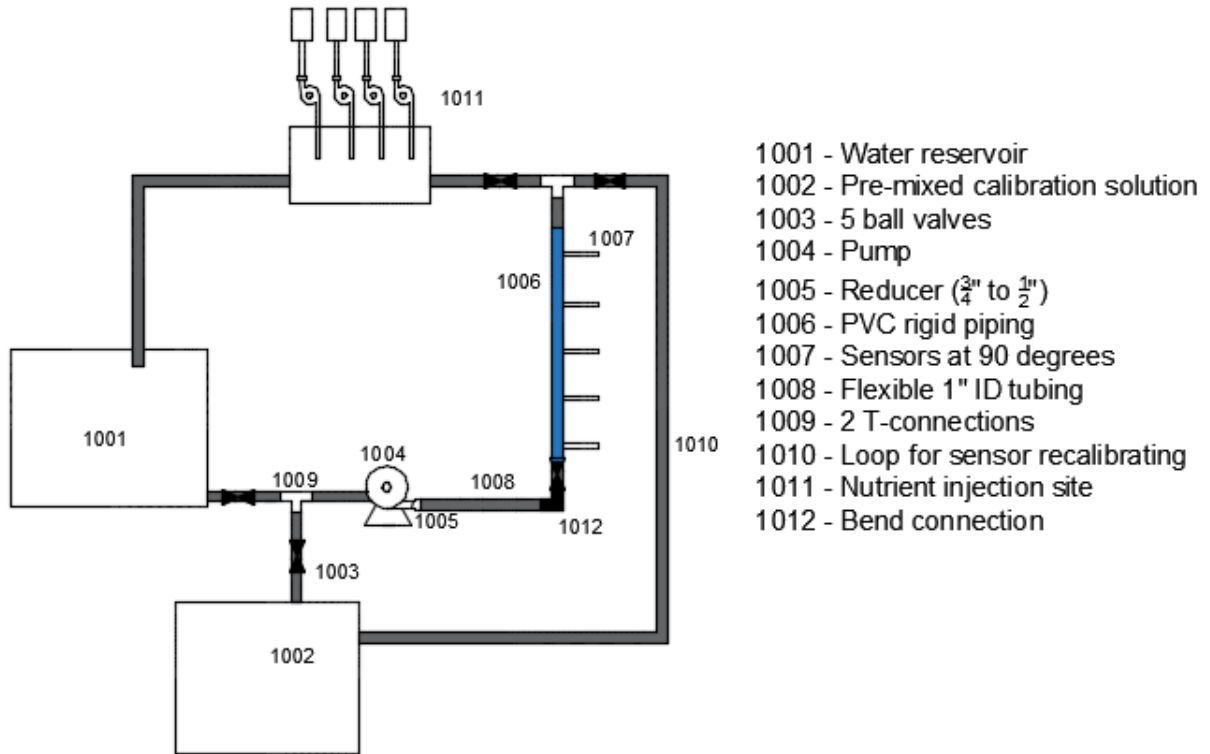 1011
1007
1006
1001
1004
1010
1009
1008
1005
1012
1003
1002
1001 - Water reservoir
1002 - Pre-mixed calibration solution
1003 - 5 ball valves
1004 - Pump
1005 - Reducer (3/4" to 1/2")
1006 - PVC rigid piping
1007 - Sensors at 90 degrees
1008 - Flexible 1" ID tubing
1009 - 2 T-connections
1010 - Loop for sensor recalibrating
1011 - Nutrient injection site
1012 - Bend connection